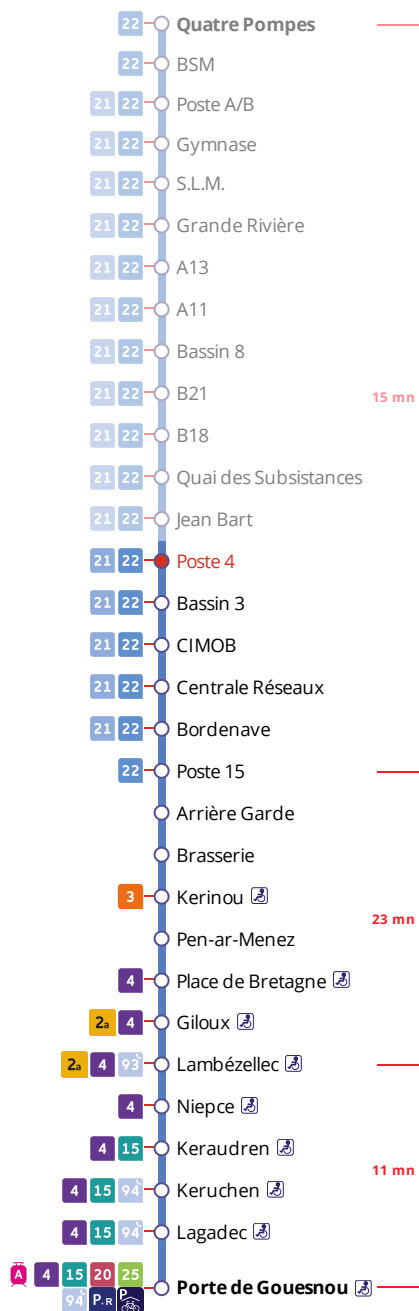 22 Quatre Pompes
22 BSM
21 22 Poste A/B
21 22 Gymnase
21 22 S.L.M.
21 22 Grande Rivière
21 22 A13
21 22 A11
21 22 Bassin 8
21 22 B21
15 mn
21 22 B18
21 22 Quai des Subsistances
21 22 Jean Bart
21 22 Poste 4
21 22 Bassin 3
21 22 CIMOB
21 22 Centrale Réseaux
21 22 Bordenave
22 Poste 15
Arrière Garde
Brasserie
3 Kerinou
23 mn
Pen-ar-Menez
4 Place de Bretagne
2a 4 Giloux
2a 4 93 Lambézellec
4 Niepce
4 15 Keraudren
11 mn
4 15 94 Keruchen
4 15 94 Lagadec
A 4 15 20 25
94 P+R P Porte de Gouesnou